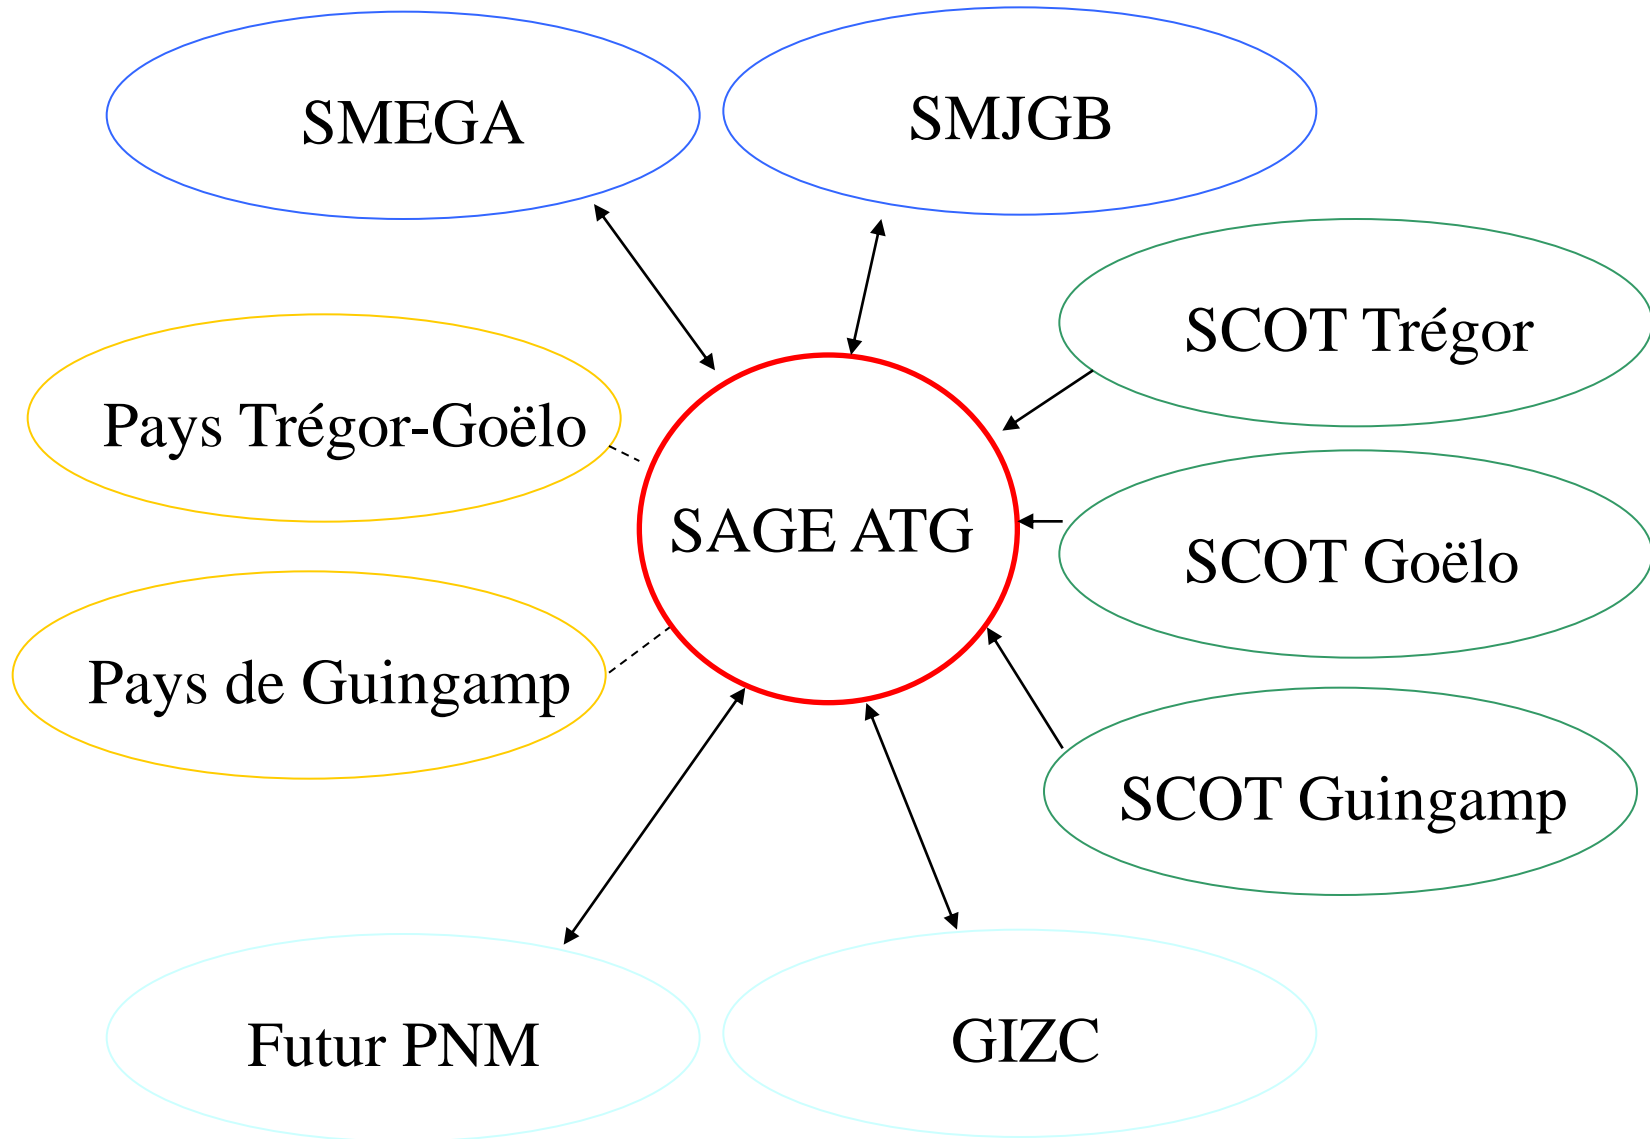 SMEGA
SMJGB
SCOT Trégor
Pays Trégor-Goëlo
SAGE ATG
SCOT Goëlo
Pays de Guingamp
SCOT Guingamp
Futur PNM
GIZC